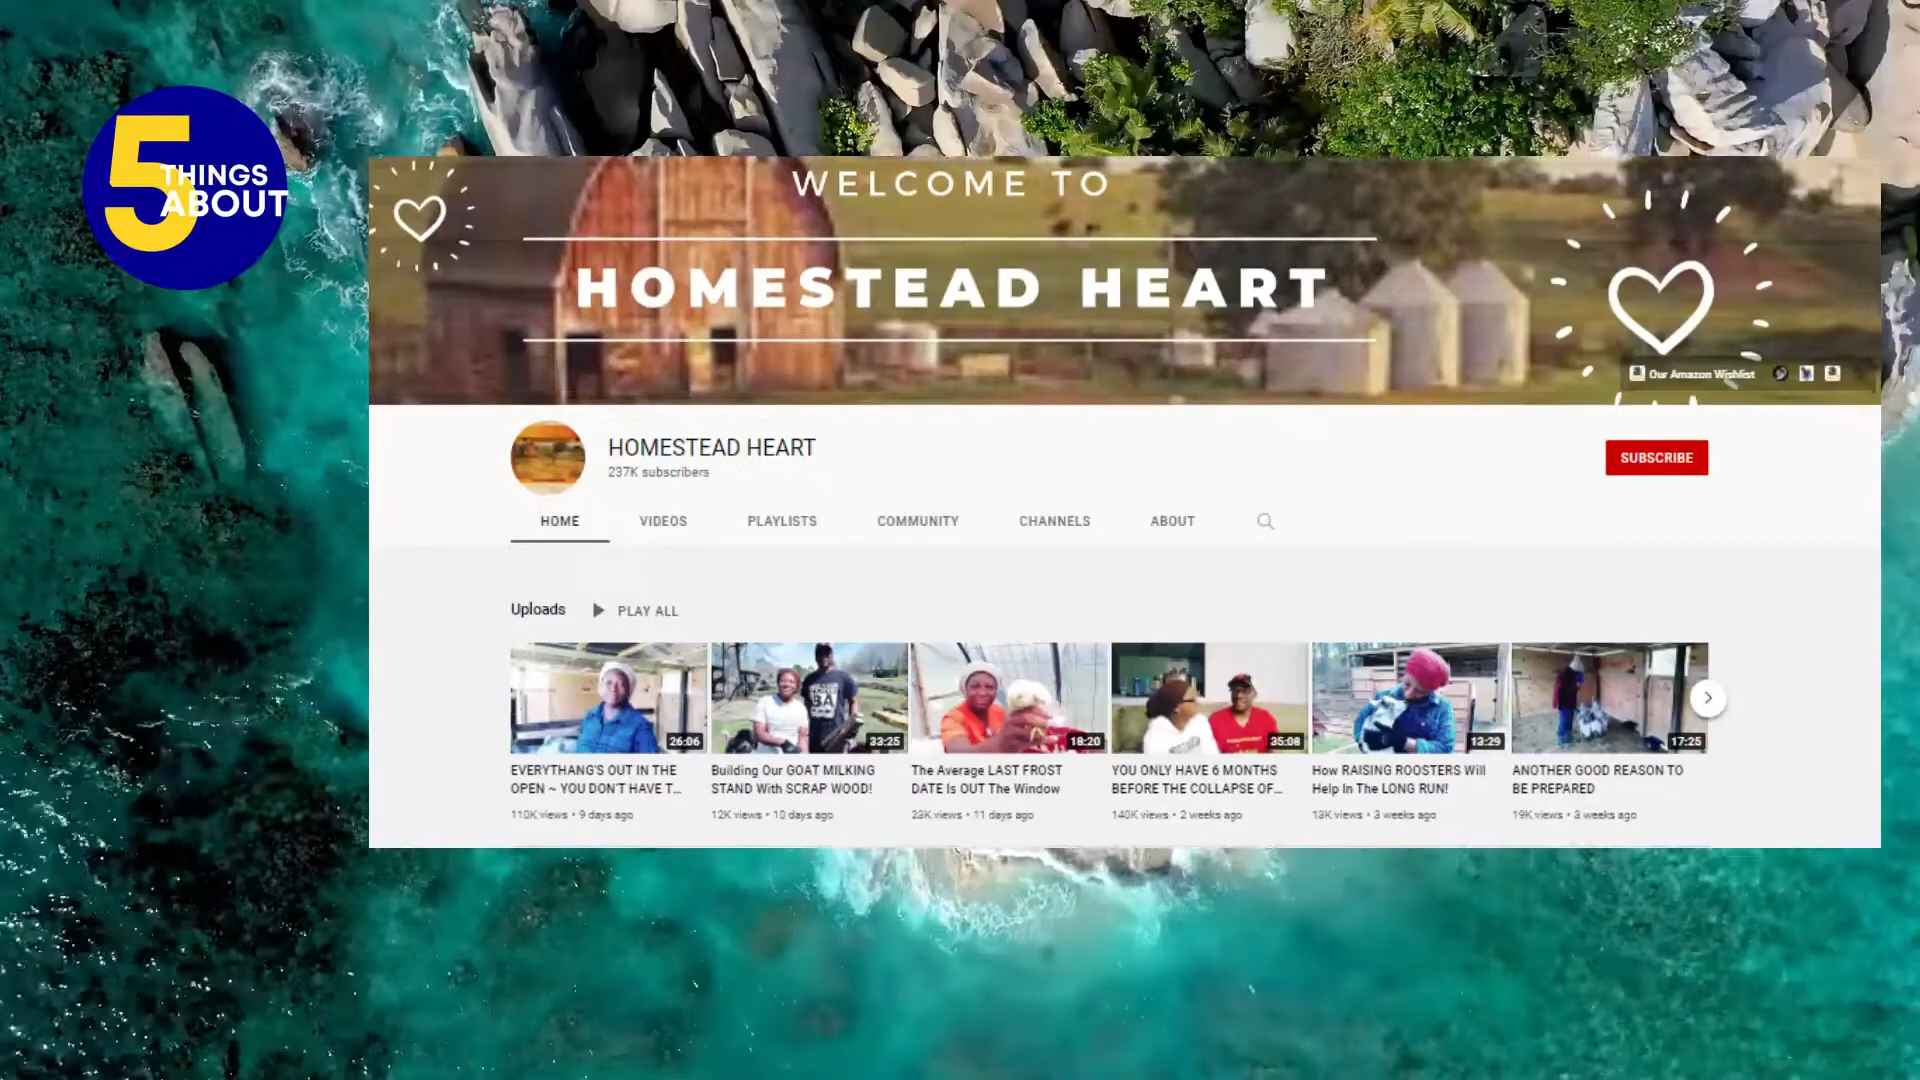 5
THINGS
ABOUT
WELCOME TO
HOMESTEAD HEART
Our Amazon Wishlist
HOMESTEAD HEART
237K subscribers
SUBSCRIBE
HOME VIDEOS PLAYLISTS COMMUNITY CHANNELS ABOUT
Uploads PLAY ALL
26:06 33:25 18:20 35:08 13:29 17:25
EVERYTHANG'S OUT IN THE
OPEN ~ YOU DON'T HAVE T...
110K views • 9 days ago
Building Our GOAT MILKING
STAND With SCRAP WOOD!
12K views • 10 days ago
The Average LAST FROST
DATE Is OUT The Window
23K views • 11 days ago
YOU ONLY HAVE 6 MONTHS
BEFORE THE COLLAPSE OF...
140K views • 2 weeks ago
How RAISING ROOSTERS Will
Help In The LONG RUN!
13K views • 3 weeks ago
ANOTHER GOOD REASON TO
BE PREPARED
19K views • 3 weeks ago